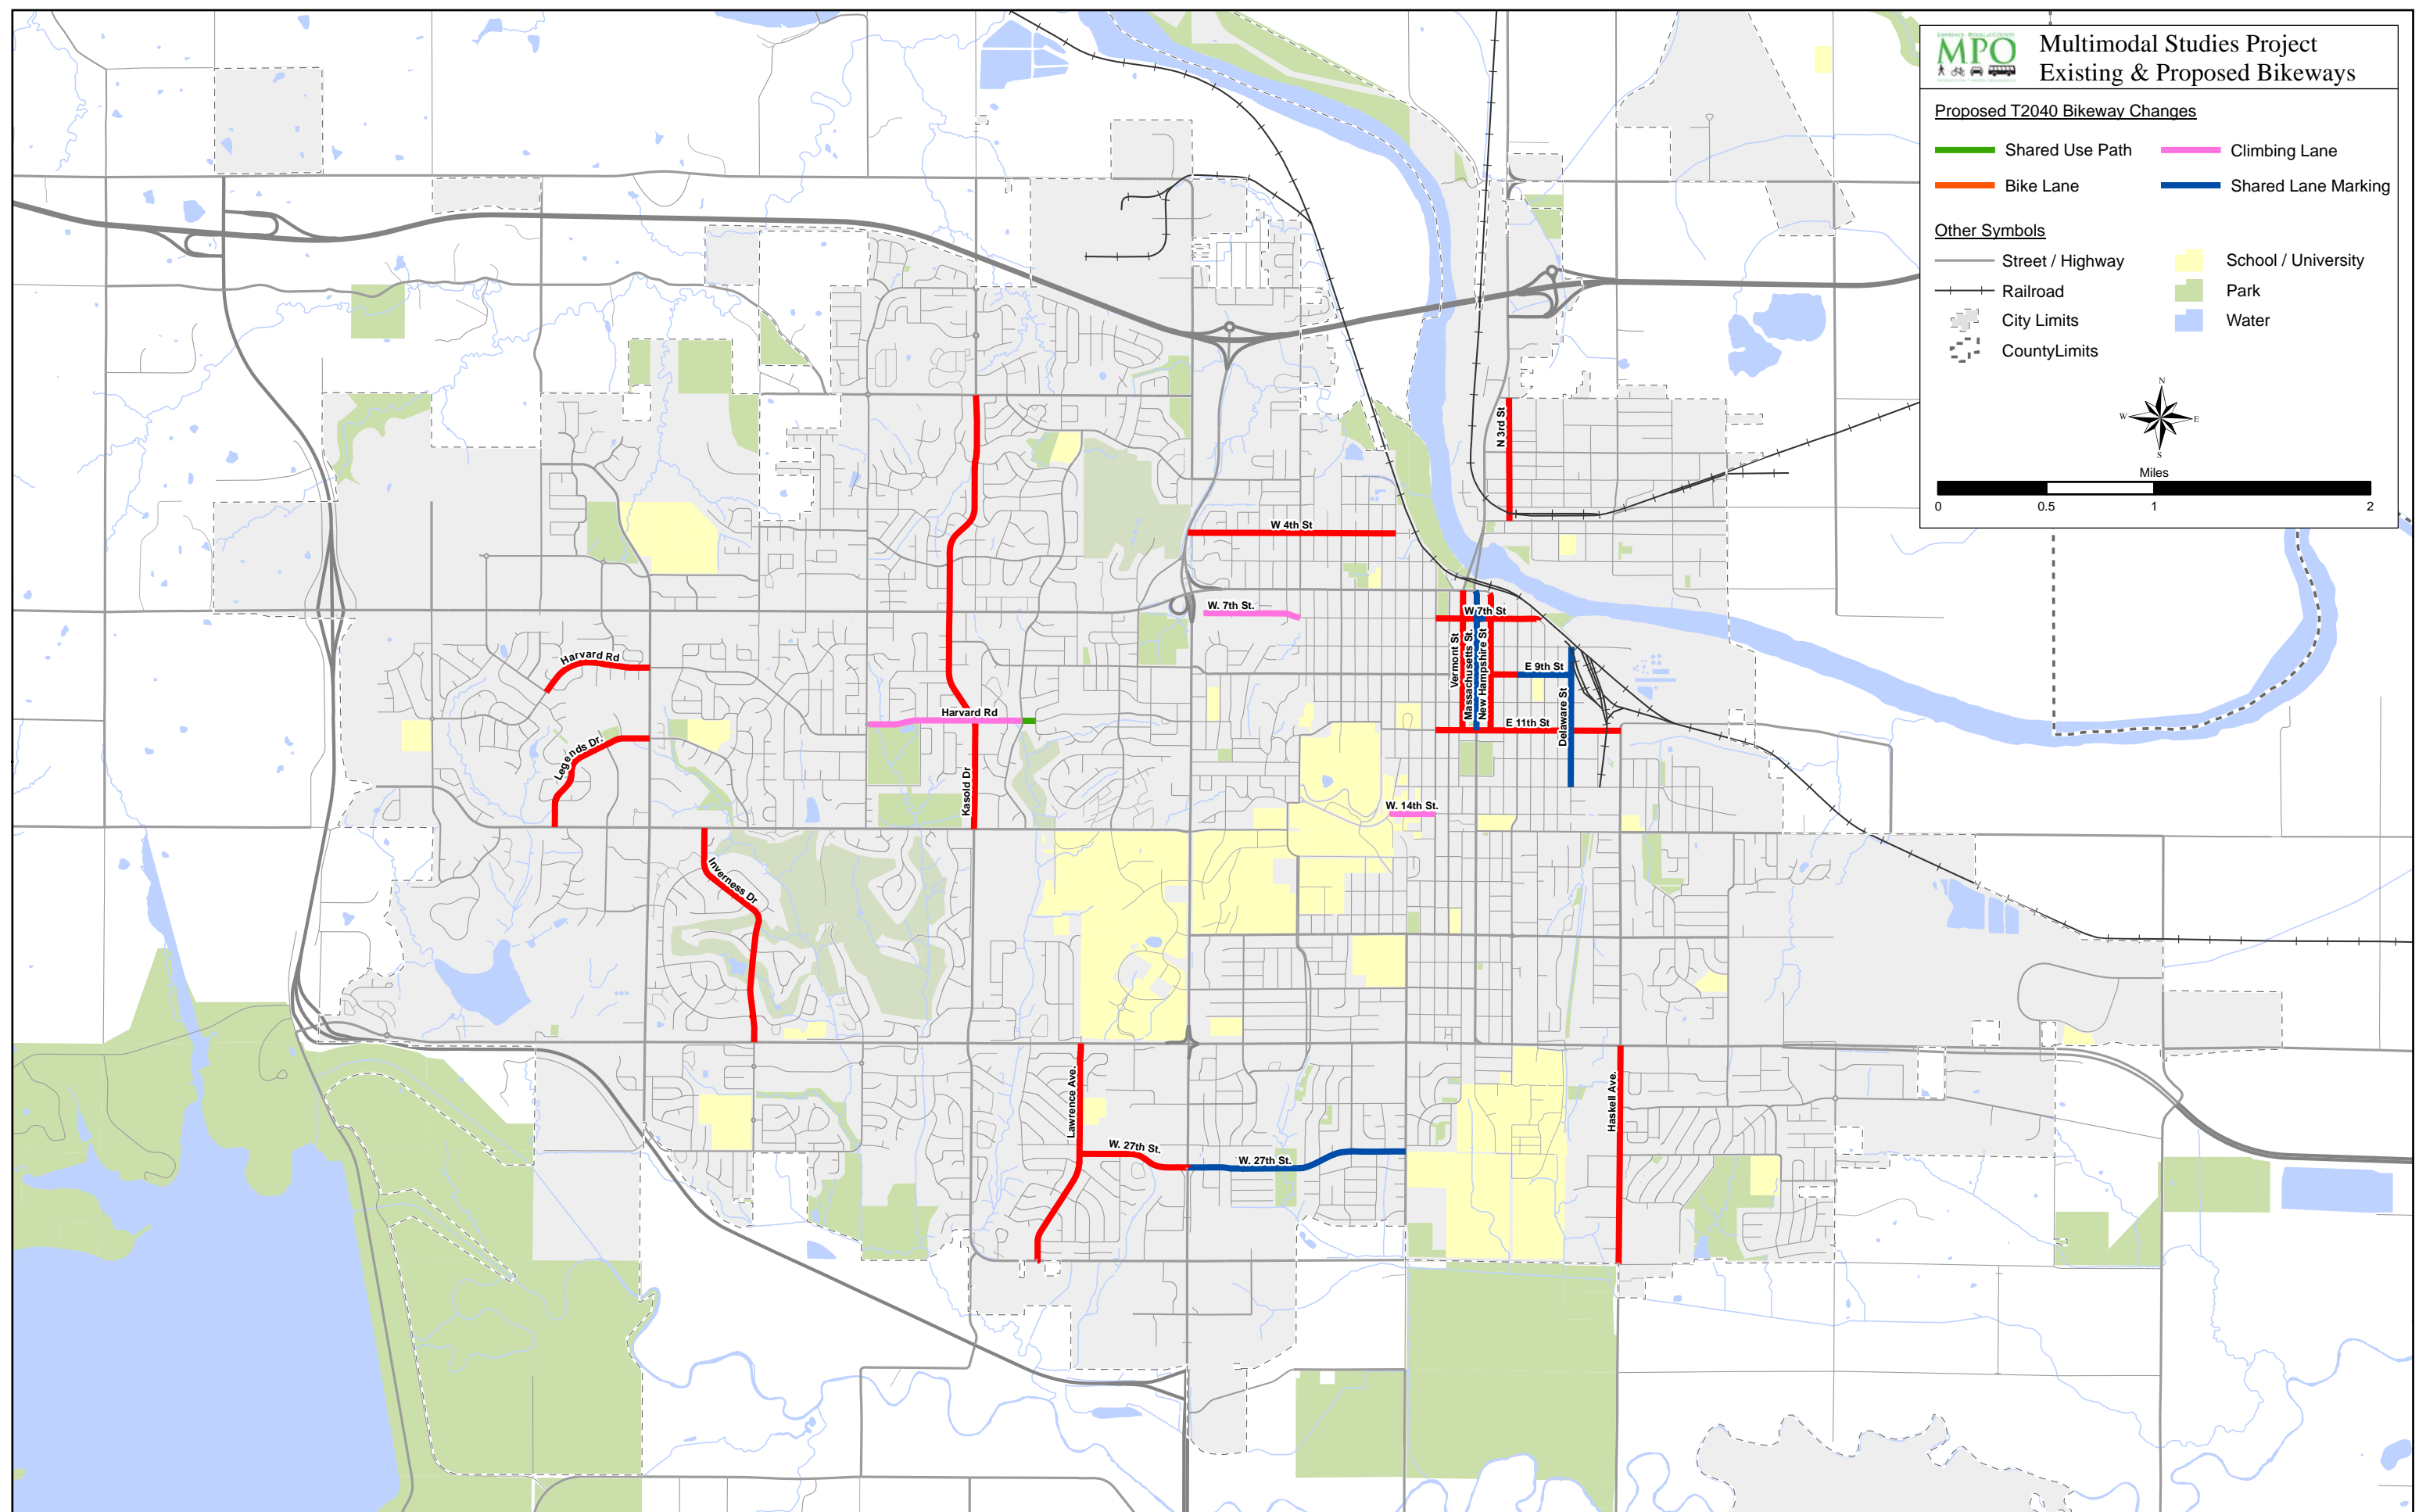 LAWRENCE - DOUGLAS COUNTY
MPO
Multimodal Studies Project
Existing & Proposed Bikeways
Proposed T2040 Bikeway Changes
Shared Use Path
Climbing Lane
Bike Lane
Shared Lane Marking
Other Symbols
Street / Highway
School / University
Railroad
Park
City Limits
Water
CountyLimits
N
W
E
S
Miles
0
0.5
1
2
N 3rd St
W 4th St
W. 7th St.
W 7th St
Vermont St
Massachusetts St.
New Hampshire St
E 9th St
Delaware St
E 11th St
Harvard Rd
Harvard Rd
Legends Dr.
Kasold Dr
W. 14th St.
Inverness Dr
Lawrence Ave.
W. 27th St.
W. 27th St.
Haskell Ave.